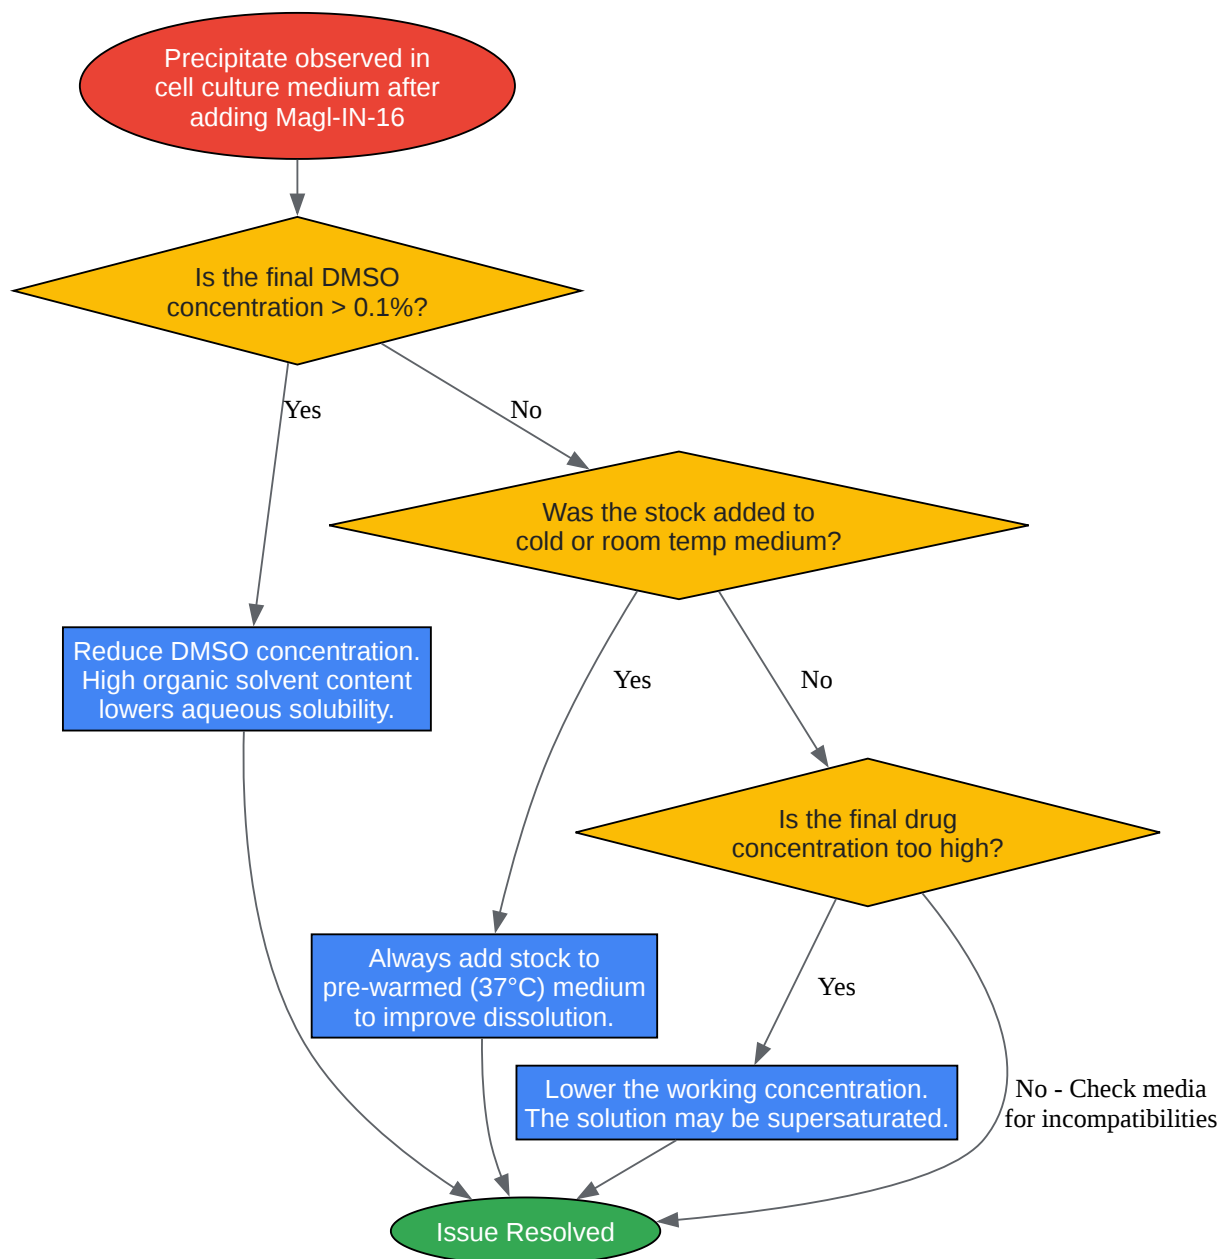 Precipitate observed in
cell culture medium after
adding Magl-IN-16
Is the final DMSO
concentration > 0.1%?
Yes
No
Was the stock added to
cold or room temp medium?
Reduce DMSO concentration.
High organic solvent content
lowers aqueous solubility.
Yes
No
Is the final drug
concentration too high?
Always add stock to
pre-warmed (37°C) medium
to improve dissolution.
Yes
Lower the working concentration.
The solution may be supersaturated.
No - Check media
for incompatibilities
Issue Resolved